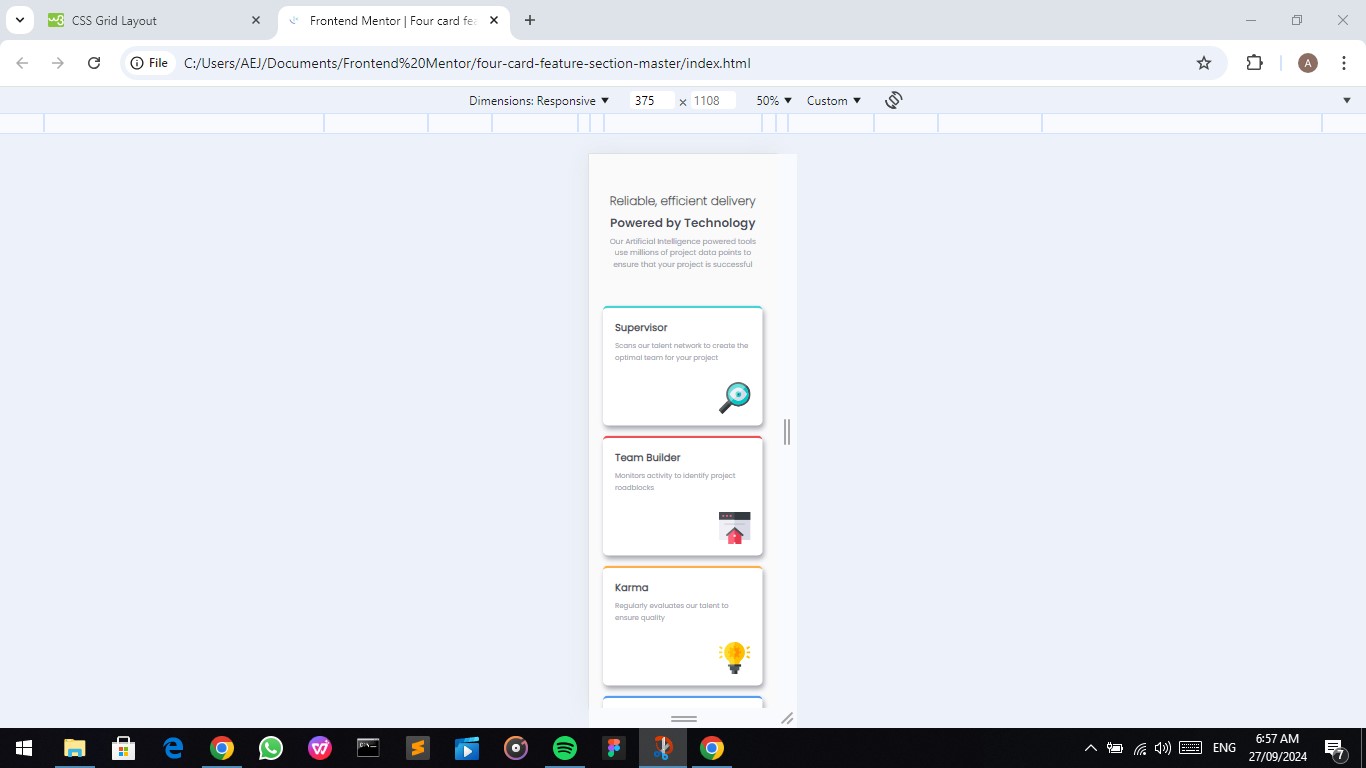 CSS Grid Layout
Frontend Mentor | Four card fea
File
C:/Users/AEJ/Documents/Frontend%20Mentor/four-card-feature-section-master/index.html
A
Dimensions: Responsive
375
×
1108
50%
Custom
Reliable, efficient delivery
Powered by Technology
Our Artificial Intelligence powered tools
use millions of project data points to
ensure that your project is successful
Supervisor
Scans our talent network to create the
optimal team for your project
Team Builder
Monitors activity to identify project
roadblocks
Karma
Regularly evaluates our talent to
ensure quality
ENG
6:57 AM
27/09/2024
7